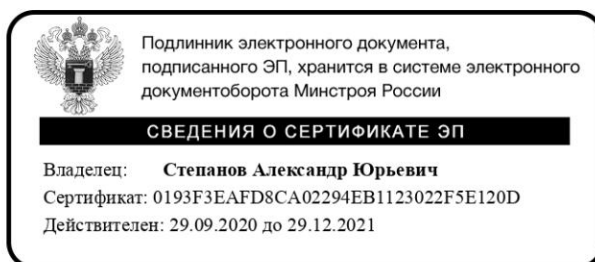 Подлинник электронного документа,
подписанного ЭП, хранится в системе электронного
документоборота Минстроя России
СВЕДЕНИЯ О СЕРТИФИКАТЕ ЭП
Владелец: Степанов Александр Юрьевич
Сертификат: 0193F3EAFD8CA02294EB1123022F5E120D
Действителен: 29.09.2020 до 29.12.2021